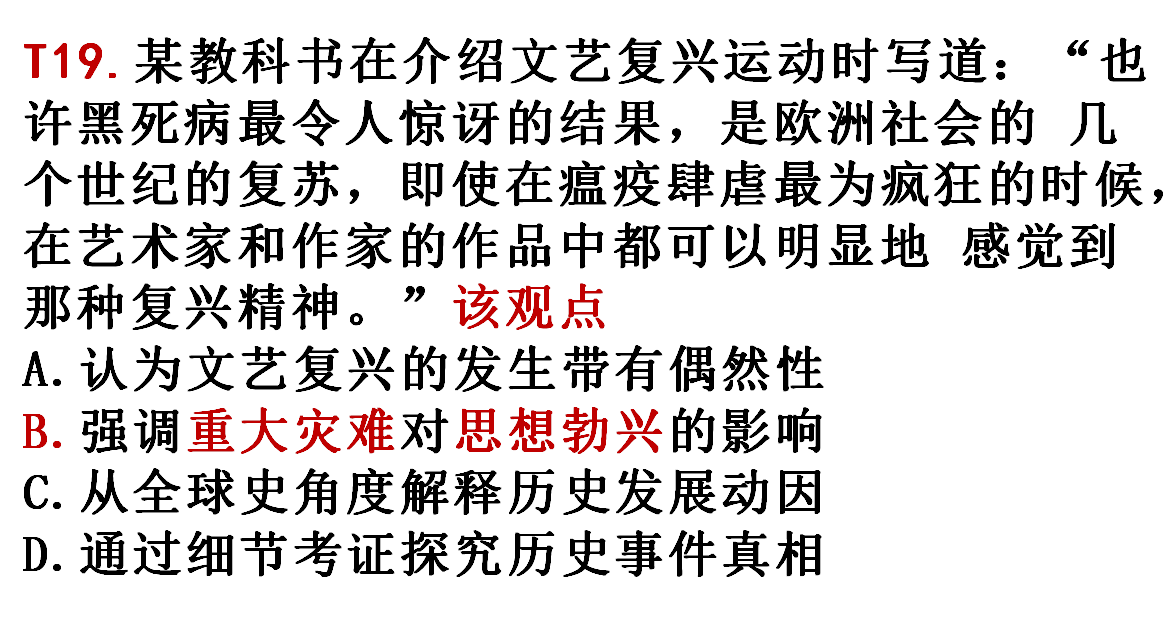 T19.某教科书在介绍文艺复兴运动时写道：“也
许黑死病最令人惊讶的结果，是欧洲社会的 几
个世纪的复苏，即使在瘟疫肆虐最为疯狂的时候，
在艺术家和作家的作品中都可以明显地 感觉到
那种复兴精神。”该观点
A.认为文艺复兴的发生带有偶然性
B.强调重大灾难对思想勃兴的影响
C.从全球史角度解释历史发展动因
D.通过细节考证探究历史事件真相